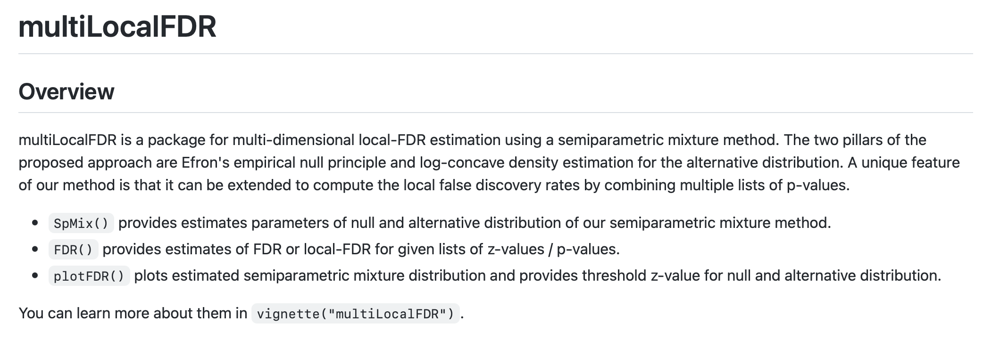 multiLocalFDR
Overview
multiLocalFDR is a package for multi-dimensional local-FDR estimation using a semiparametric mixture method. The two pillars of the
proposed approach are Efron's empirical null principle and log-concave density estimation for the alternative distribution. A unique feature
of our method is that it can be extended to compute the local false discovery rates by combining multiple lists of p-values.
• SpMix() provides estimates parameters of null and alternative distribution of our semiparametric mixture method.
• FDR() provides estimates of FDR or local-FDR for given lists of z-values / p-values.
• plotFDR() plots estimated semiparametric mixture distribution and provides threshold z-value for null and alternative distribution.
You can learn more about them in vignette("multiLocalFDR").